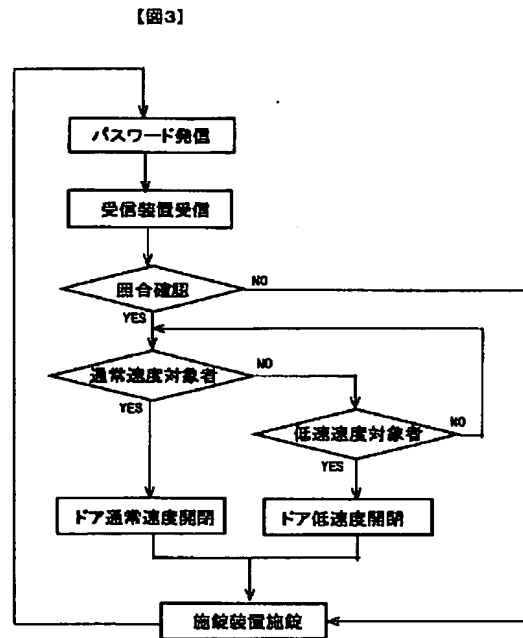 【図3】
パスワード発信
受信装置受信
照合確認
NO
YES
通常速度対象者
NO
YES
低速速度対象者
NO
YES
ドア通常速度開閉
ドア低速度開閉
施錠装置施錠